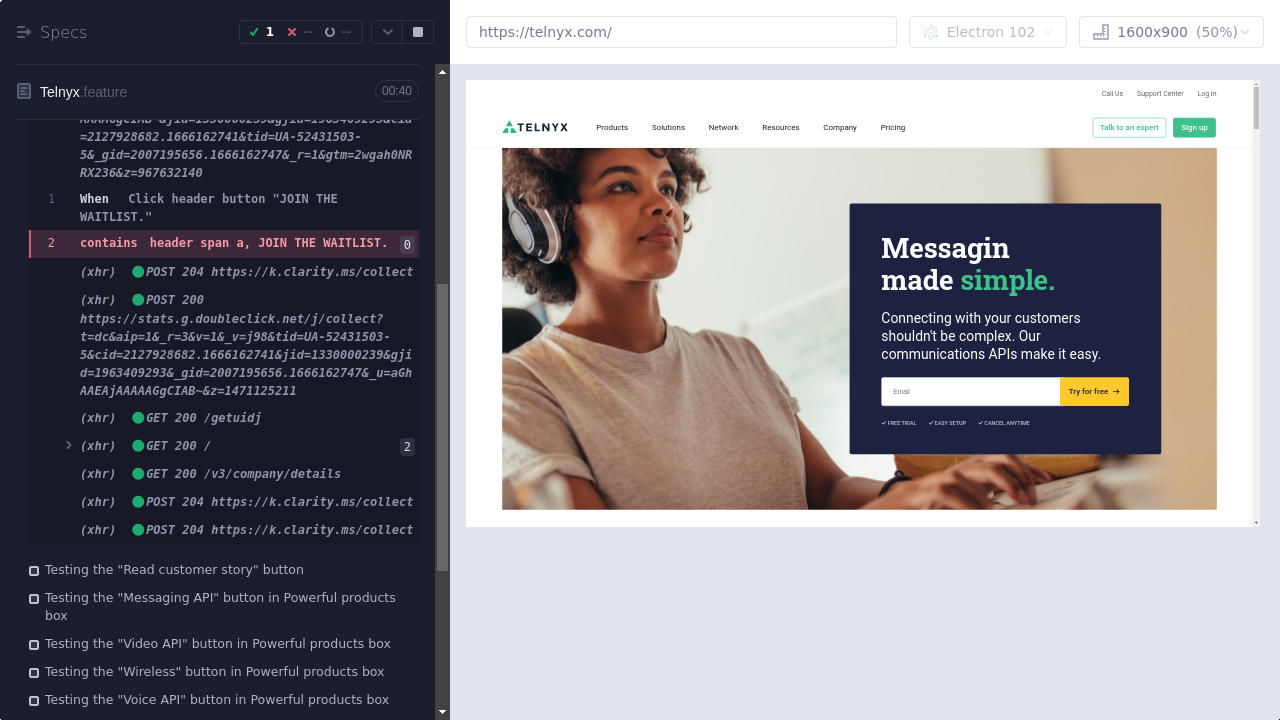 Specs
1
--
--
https://telnyx.com/
Electron 102
1600x900 (50%)
Telnyx.feature
00:40
=2127928682.1666162741&tid=UA-52431503-
5&_gid=2007195656.1666162747&_r=1&gtm=2wgah0NR
RX236&z=967632140
1 When Click header button "JOIN THE
WAITLIST."
2 contains header span a, JOIN THE WAITLIST. 0
(xhr) POST 204 https://k.clarity.ms/collect
(xhr) POST 200
https://stats.g.doubleclick.net/j/collect?
t=dc&aip=1&_r=3&v=1&_v=j98&tid=UA-52431503-
5&cid=2127928682.1666162741&jid=1330000239&gji
d=1963409293&_gid=2007195656.1666162747&_u=aGh
AAEAjAAAAAGgCIAB~&z=1471125211
(xhr) GET 200 /getuidj
(xhr) GET 200 / 2
(xhr) GET 200 /v3/company/details
(xhr) POST 204 https://k.clarity.ms/collect
(xhr) POST 204 https://k.clarity.ms/collect
Testing the "Read customer story" button
Testing the "Messaging API" button in Powerful products
box
Testing the "Video API" button in Powerful products box
Testing the "Wireless" button in Powerful products box
Testing the "Voice API" button in Powerful products box
Call Us Support Center Log In
TELNYX Products Solutions Network Resources Company Pricing Talk to an expert Sign up
Messagin
made simple.
Connecting with your customers
shouldn't be complex. Our
communications APIs make it easy.
Email Try for free
FREE TRIAL EASY SETUP CANCEL ANYTIME